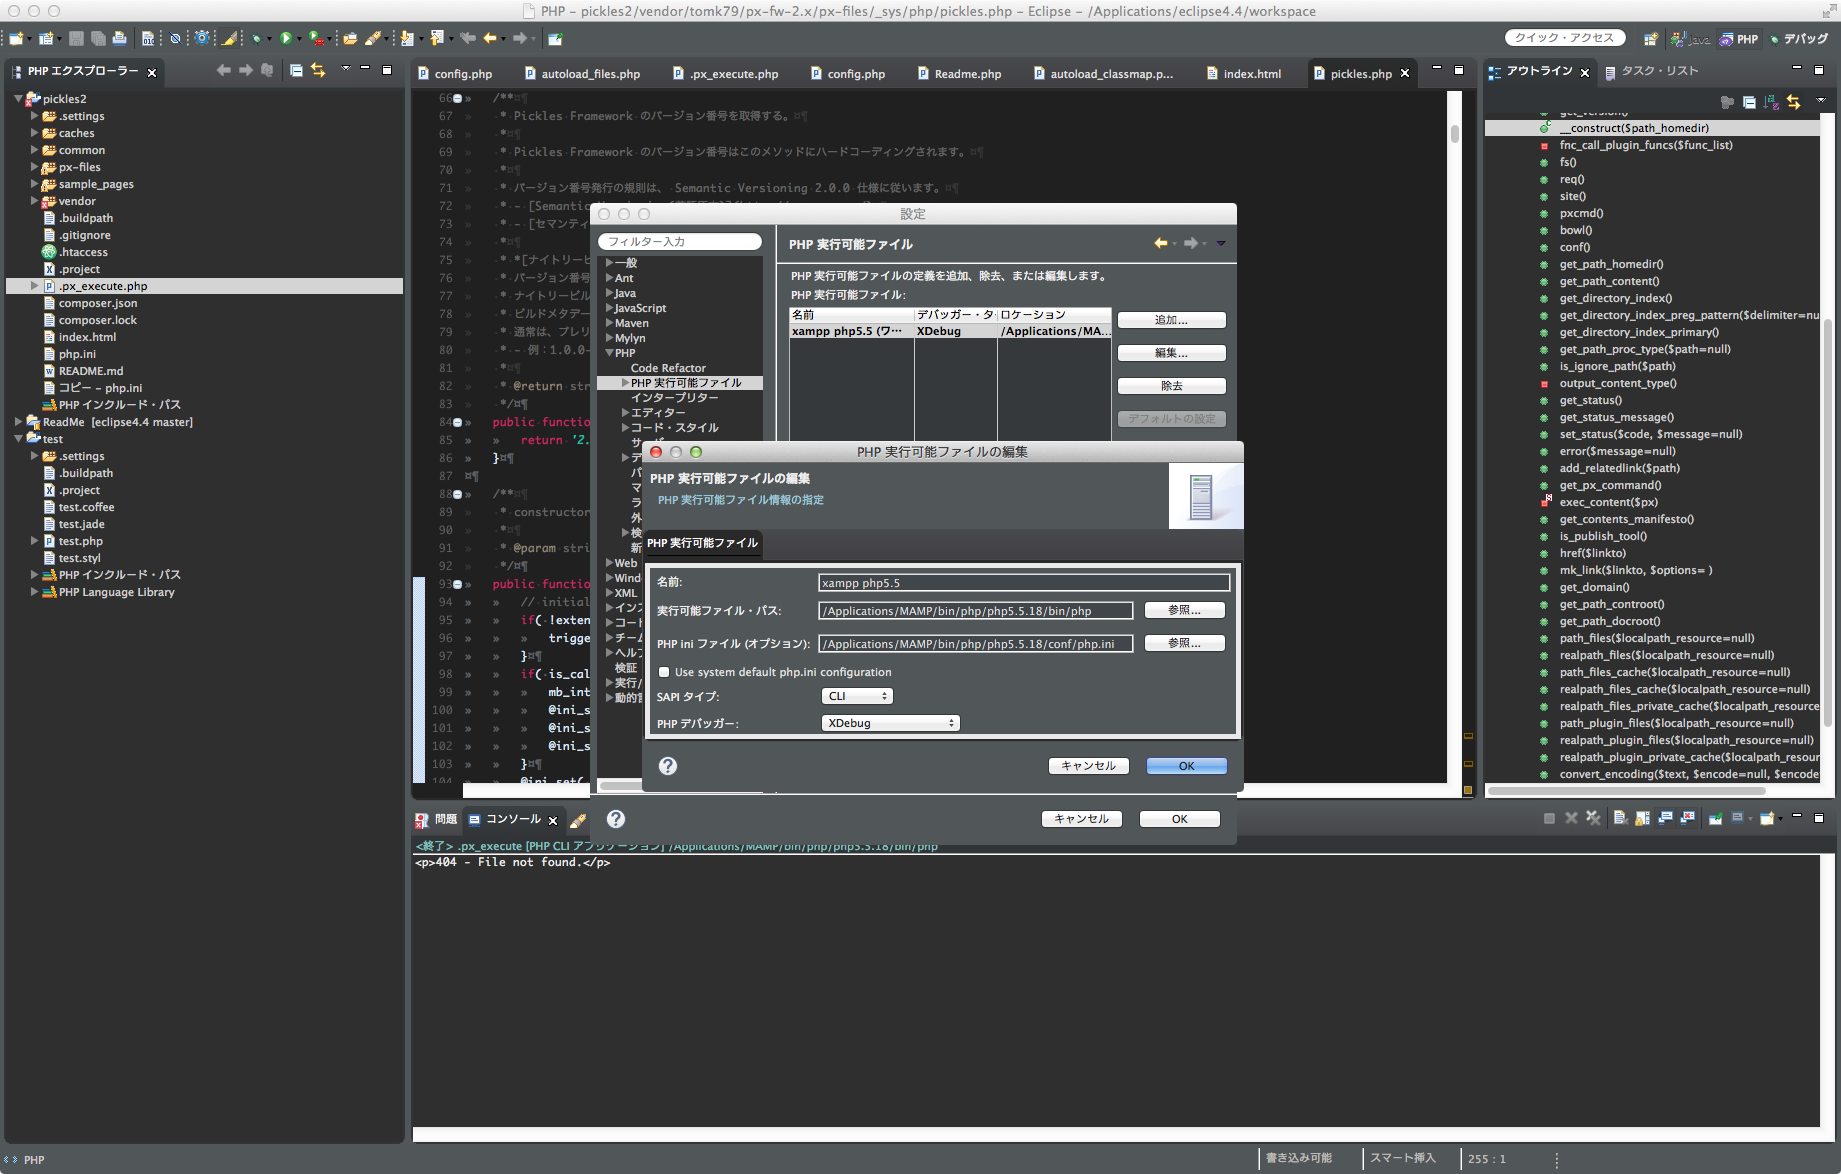 PHP – pickles2/vendor/tomk79/px-fw-2.x/px-files/_sys/php/pickles.php – Eclipse – /Applications/eclipse4.4/workspace
クイック・アクセス
Java
PHP
デバッグ
PHP エクスプローラー
pickles2
.settings
caches
common
px-files
sample_pages
vendor
.buildpath
.gitignore
.htaccess
.project
.px_execute.php
composer.json
composer.lock
index.html
php.ini
README.md
コピー – php.ini
PHP インクルード・パス
ReadMe [eclipse4.4 master]
test
.settings
.buildpath
.project
test.coffee
test.jade
test.php
test.styl
PHP インクルード・パス
PHP Language Library
config.php
autoload_files.php
.px_execute.php
config.php
Readme.php
autoload_classmap.p...
index.html
pickles.php
66 /**
67 * Pickles Framework のバージョン番号を取得する。
68 *
69 * Pickles Framework のバージョン番号はこのメソッドにハードコーディングされます。
70 *
71 * バージョン番号発行の規則は、 Semantic Versioning 2.0.0 仕様に従います。
72 * - [Semant
73 * - [セマンティ
74 *
75 * *[ナイトリービ
76 * バージョン番号
77 * ナイトリービル
78 * ビルドメタデー
79 * 通常は、プレリ
80 * - 例：1.0.0-
81 *
82 * @return str
83 */
84 public functio
85 return '2.
86 }
87
88 /**
89 * constructor
90 *
91 * @param stri
92 */
93 public functio
94 // initial
95 if( !exten
96 trigge
97 }
98 if( is_cal
99 mb_int
100 @ini_s
101 @ini_s
102 @ini_s
103 }
104 @ini_set(
設定
フィルター入力
一般
Ant
Java
JavaScript
Maven
Mylyn
PHP
Code Refactor
PHP 実行可能ファイル
インタープリター
エディター
コード・スタイル
サーバ
デ
パ
マ
ラ
外
検
新
Web
Wind
XML
インス
コード
チーム
ヘルプ
検証
実行/
動的言
PHP 実行可能ファイル
PHP 実行可能ファイルの定義を追加、除去、または編集します。
PHP 実行可能ファイル:
名前 デバッガー・タ ロケーション
xampp php5.5 (ワ… XDebug /Applications/MA...
追加...
編集...
除去
デフォルトの設定
PHP 実行可能ファイルの編集
PHP 実行可能ファイルの編集
PHP 実行可能ファイル情報の指定
PHP 実行可能ファイル
名前: xampp php5.5
実行可能ファイル・パス: /Applications/MAMP/bin/php/php5.5.18/bin/php 参照...
PHP ini ファイル (オプション): /Applications/MAMP/bin/php/php5.5.18/conf/php.ini 参照...
Use system default php.ini configuration
SAPI タイプ: CLI
PHP デバッガー: XDebug
キャンセル OK
キャンセル OK
アウトライン
タスク・リスト
get_version()
__construct($path_homedir)
fnc_call_plugin_funcs($func_list)
fs()
req()
site()
pxcmd()
bowl()
conf()
get_path_homedir()
get_path_content()
get_directory_index()
get_directory_index_preg_pattern($delimiter=nu
get_directory_index_primary()
get_path_proc_type($path=null)
is_ignore_path($path)
output_content_type()
get_status()
get_status_message()
set_status($code, $message=null)
error($message=null)
add_relatedlink($path)
get_px_command()
exec_content($px)
get_contents_manifesto()
is_publish_tool()
href($linkto)
mk_link($linkto, $options= )
get_domain()
get_path_controot()
get_path_docroot()
path_files($localpath_resource=null)
realpath_files($localpath_resource=null)
path_files_cache($localpath_resource=null)
realpath_files_cache($localpath_resource=null)
realpath_files_private_cache($localpath_resource
path_plugin_files($localpath_resource=null)
realpath_plugin_files($localpath_resource=null)
realpath_plugin_private_cache($localpath_resour
convert_encoding($text, $encode=null, $encode
問題
コンソール
<終了> .px_execute [PHP CLI アプリケーション] /Applications/MAMP/bin/php/php5.5.18/bin/php
<p>404 - File not found.</p>
PHP
書き込み可能
スマート挿入
255 : 1